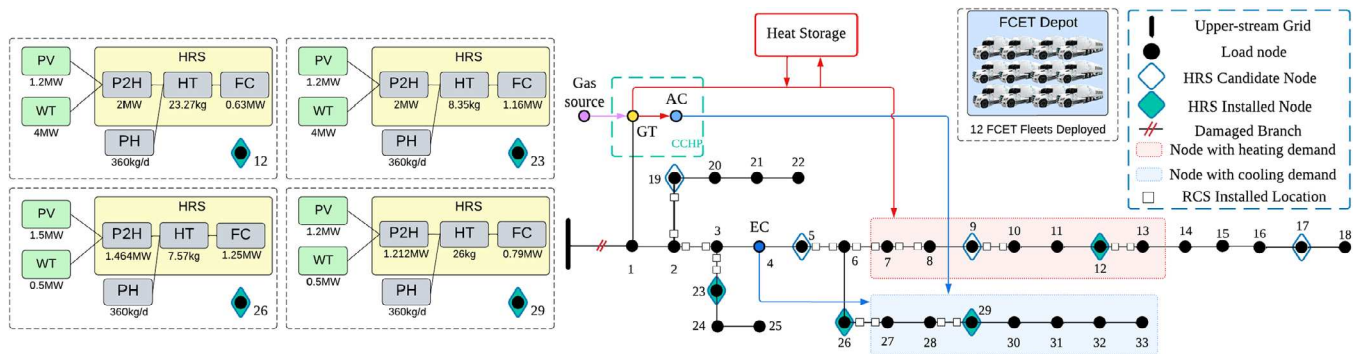 PV
1.2MW
WT
4MW
HRS
P2H
2MW
HT
23.27kg
FC
0.63MW
PH
360kg/d
12
PV
1.2MW
WT
4MW
HRS
P2H
2MW
HT
8.35kg
FC
1.16MW
PH
360kg/d
23
PV
1.5MW
WT
0.5MW
HRS
P2H
1.464MW
HT
7.57kg
FC
1.25MW
PH
360kg/d
26
PV
1.2MW
WT
0.5MW
HRS
P2H
1.212MW
HT
26kg
FC
0.79MW
PH
360kg/d
29
Heat Storage
Gas
source
GT
AC
CCHP
FCET Depot
12 FCET Fleets Deployed
Upper-stream Grid
Load node
HRS Candidate Node
HRS Installed Node
Damaged Branch
Node with heating demand
Node with cooling demand
RCS Installed Location
19
20
21
22
1
2
3
EC
4
5
6
7
8
9
10
11
12
13
14
15
16
17
18
23
24
25
26
27
28
29
30
31
32
33